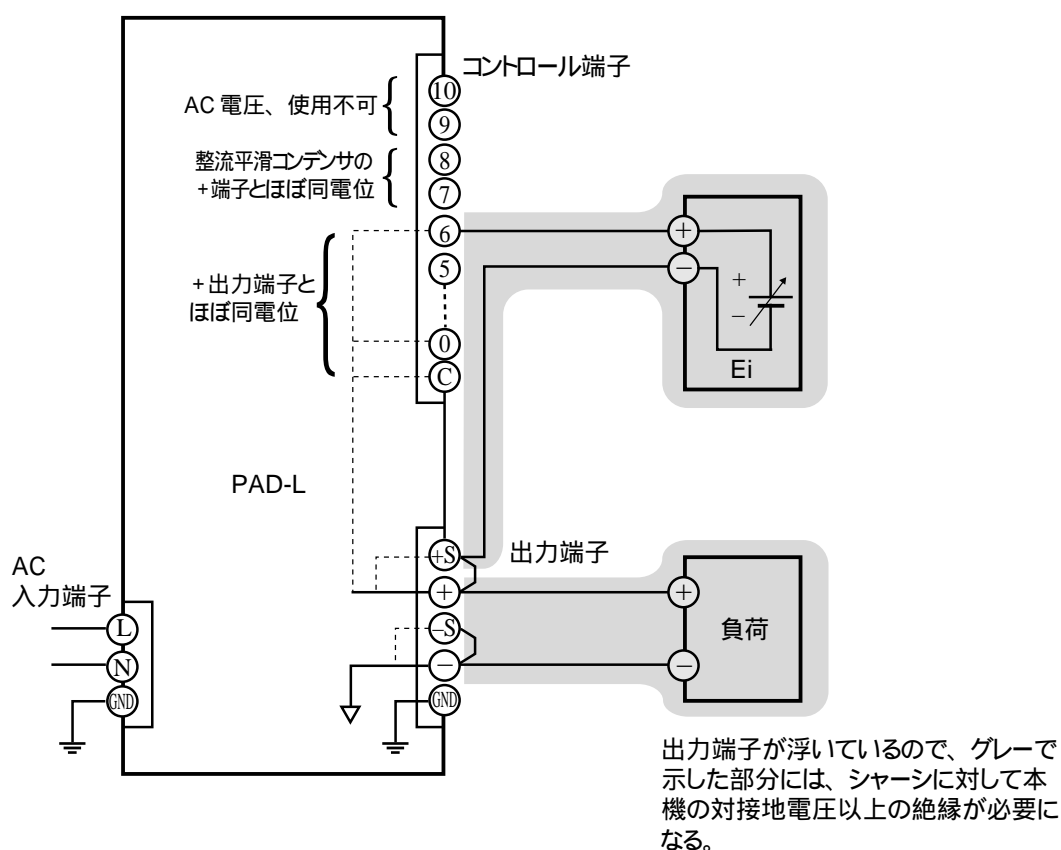 コントロール端子
10
AC 電圧、使用不可
9
整流平滑コンデンサの
+端子とほぼ同電位
8
7
6
+
5
−
+出力端子と
ほぼ同電位
+
−
0
C
Ei
PAD-L
+S
出力端子
+
+
−S
負荷
−
−
GND
AC
入力端子
L
N
GND
出力端子が浮いているので、グレーで
示した部分には、シャーシに対して本
機の対接地電圧以上の絶縁が必要に
なる。